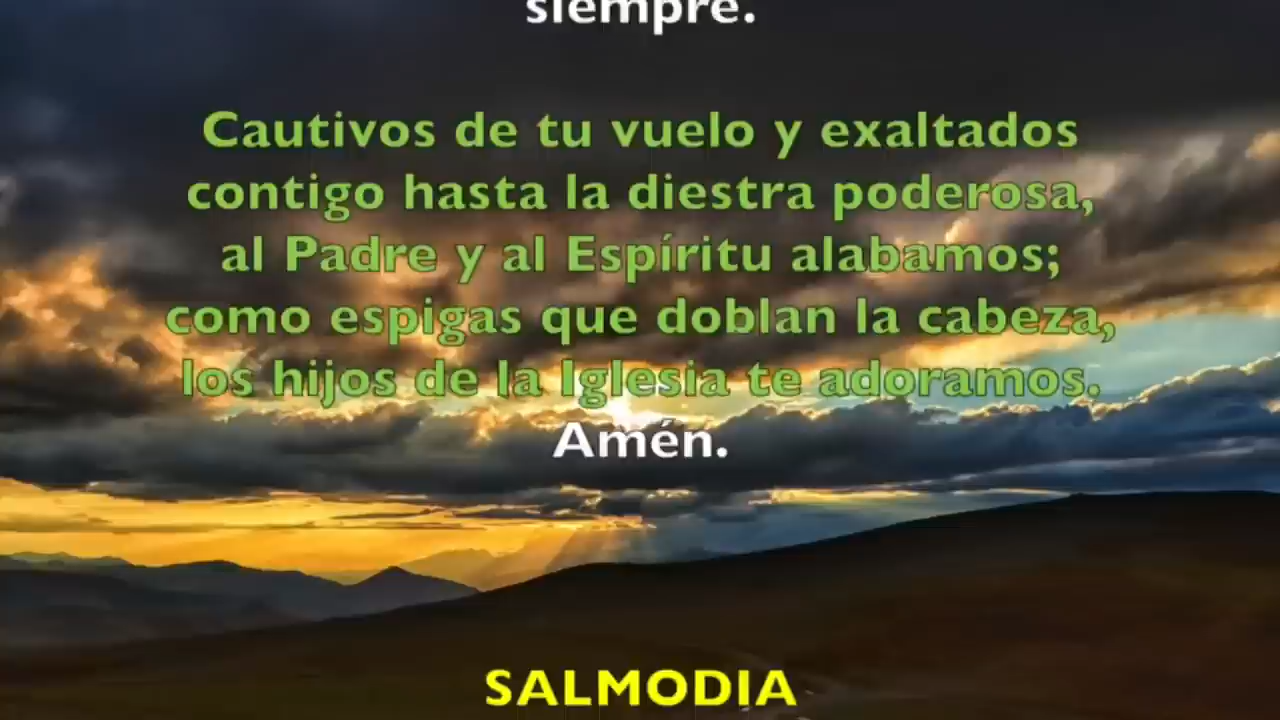 siempre.
Cautivos de tu vuelo y exaltados
contigo hasta la diestra poderosa,
al Padre y al Espíritu alabamos;
como espigas que doblan la cabeza,
los hijos de la Iglesia te adoramos.
Amén.
SALMODIA